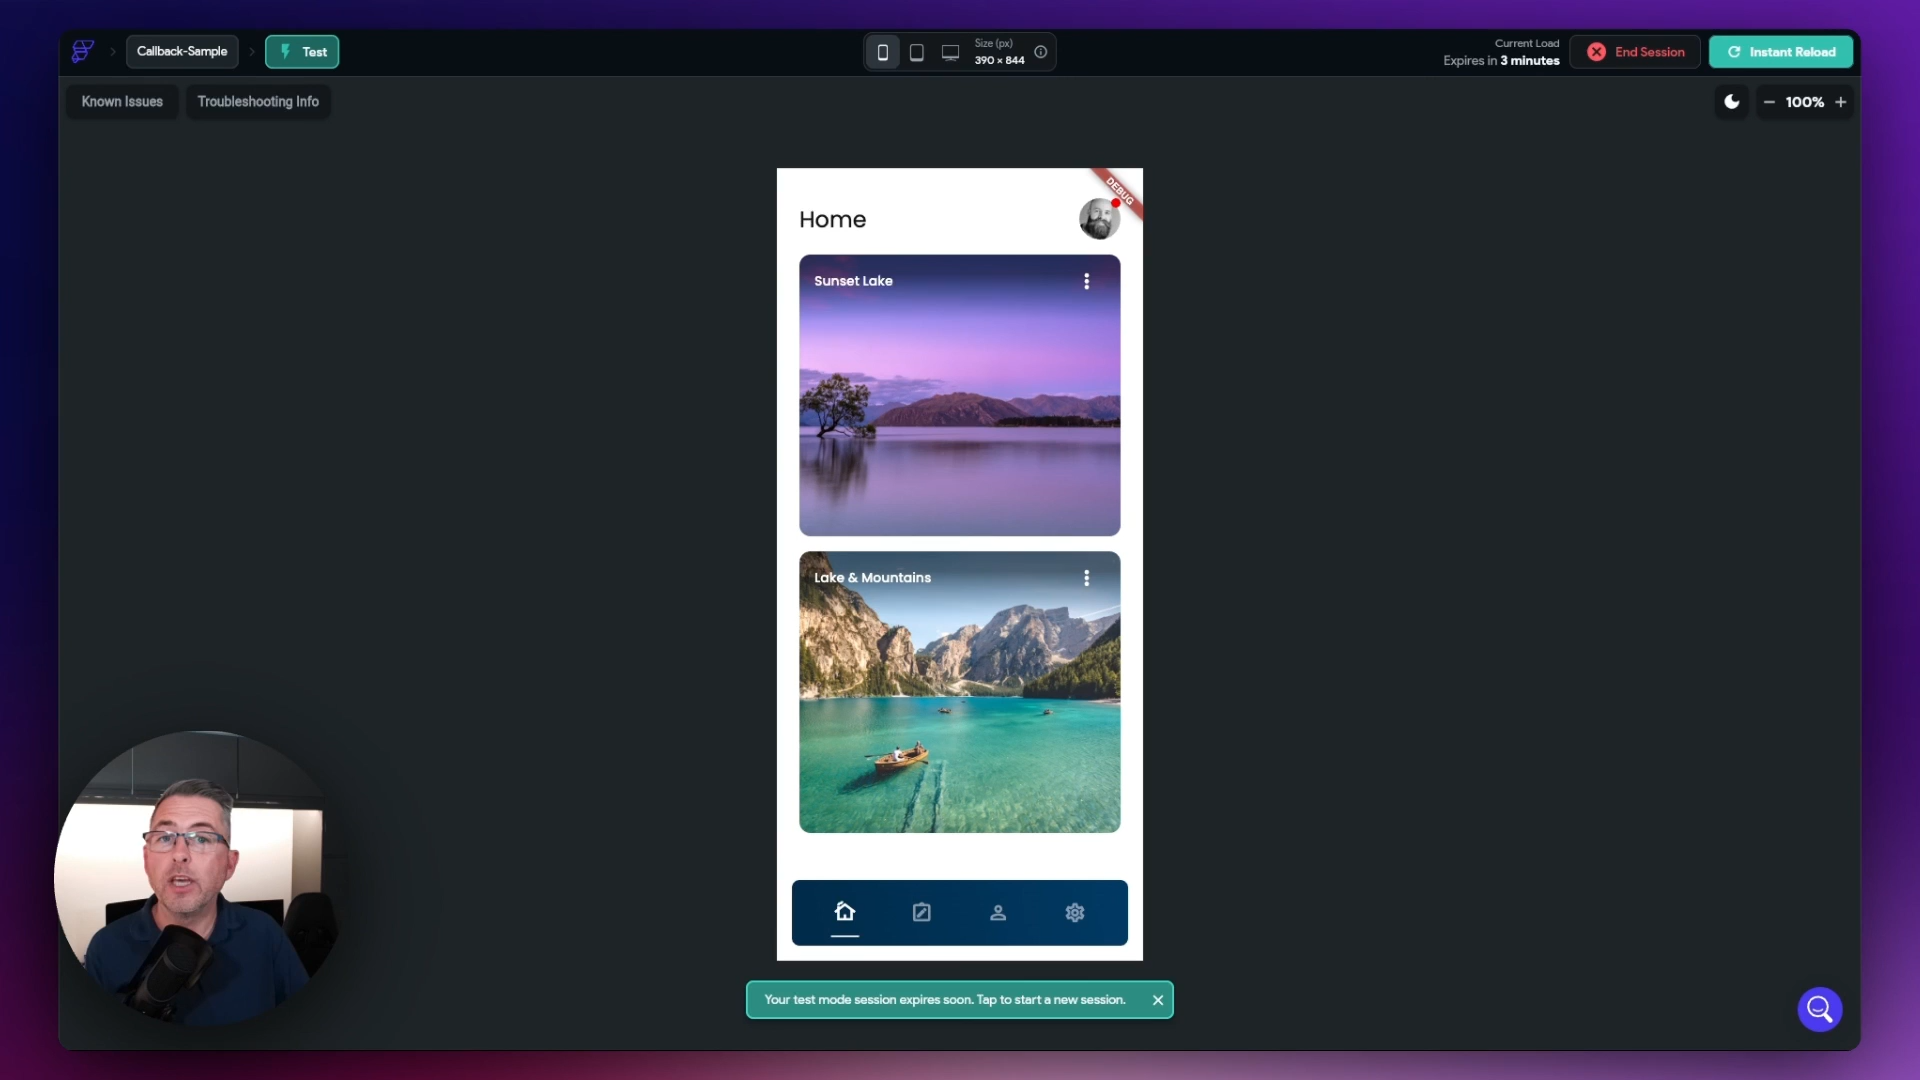 Callback-Sample
Test
Size (px)
390 × 844
Current Load
Expires in 3 minutes
End Session
Instant Reload
Known Issues
Troubleshooting Info
100%
DEBUG
Home
Sunset Lake
Lake & Mountains
Your test mode session expires soon. Tap to start a new session.